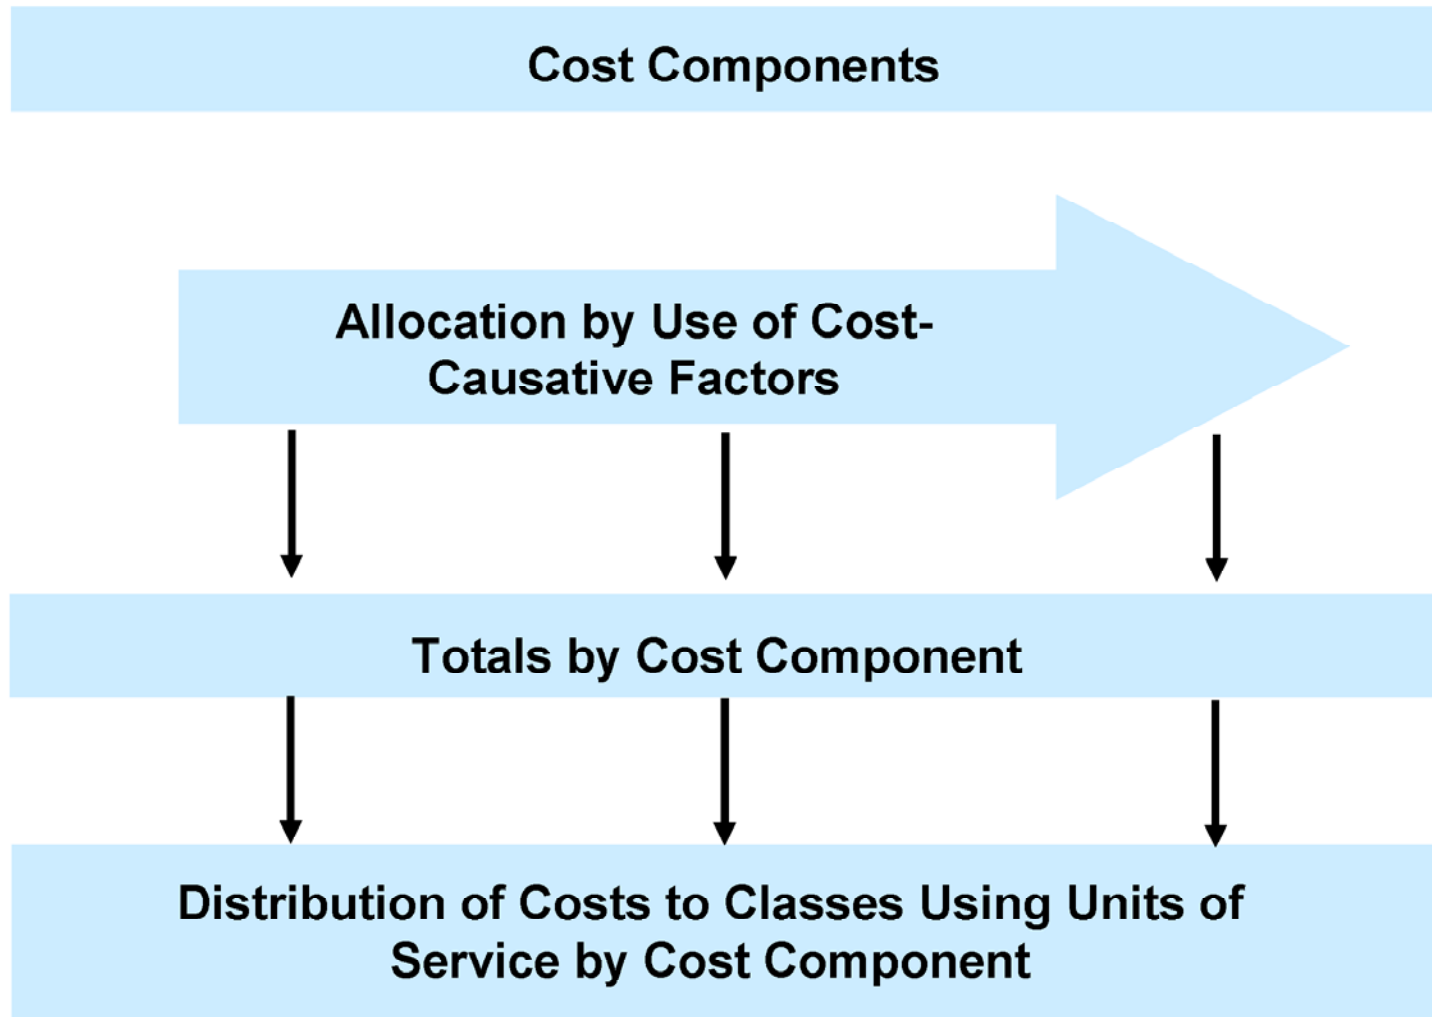 Cost Components
Allocation by Use of Cost-
Causative Factors
Totals by Cost Component
Distribution of Costs to Classes Using Units of
Service by Cost Component